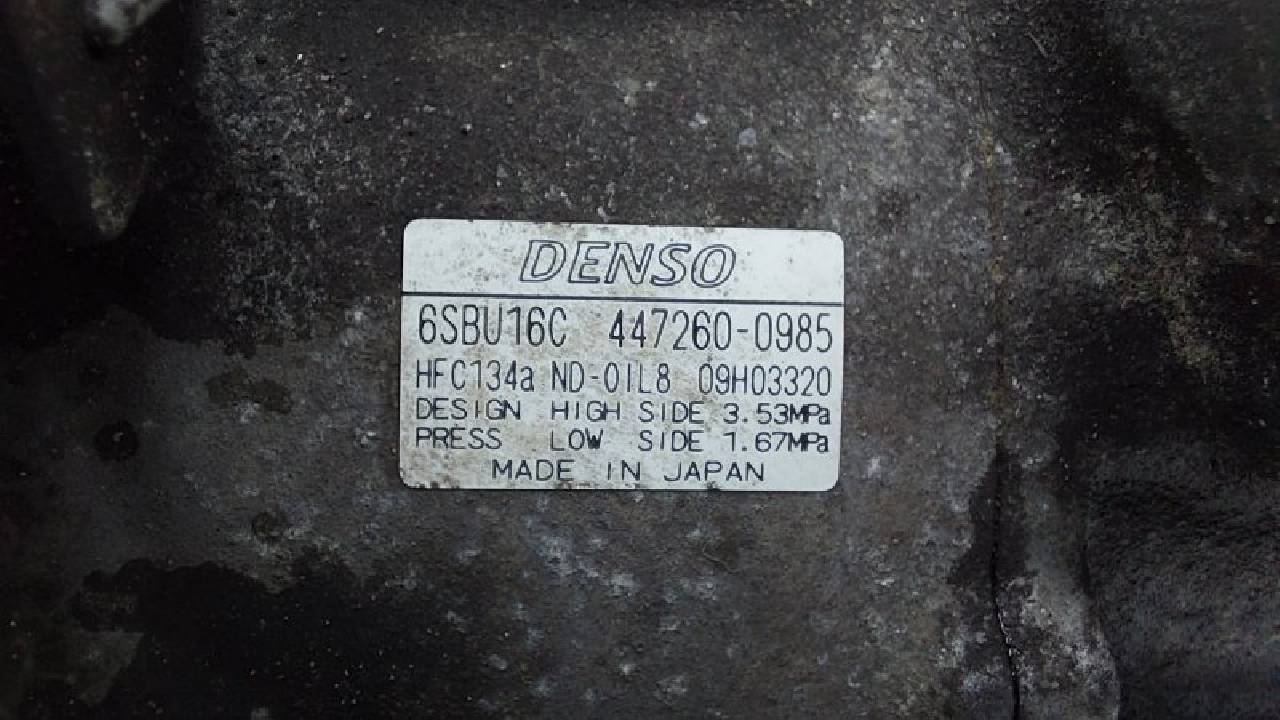 DENSO
6SBU16C 447260-0985
HFC134a ND-OIL8 09H03320
DESIGN HIGH SIDE 3.53MPa
PRESS LOW SIDE 1.67MPa
MADE IN JAPAN